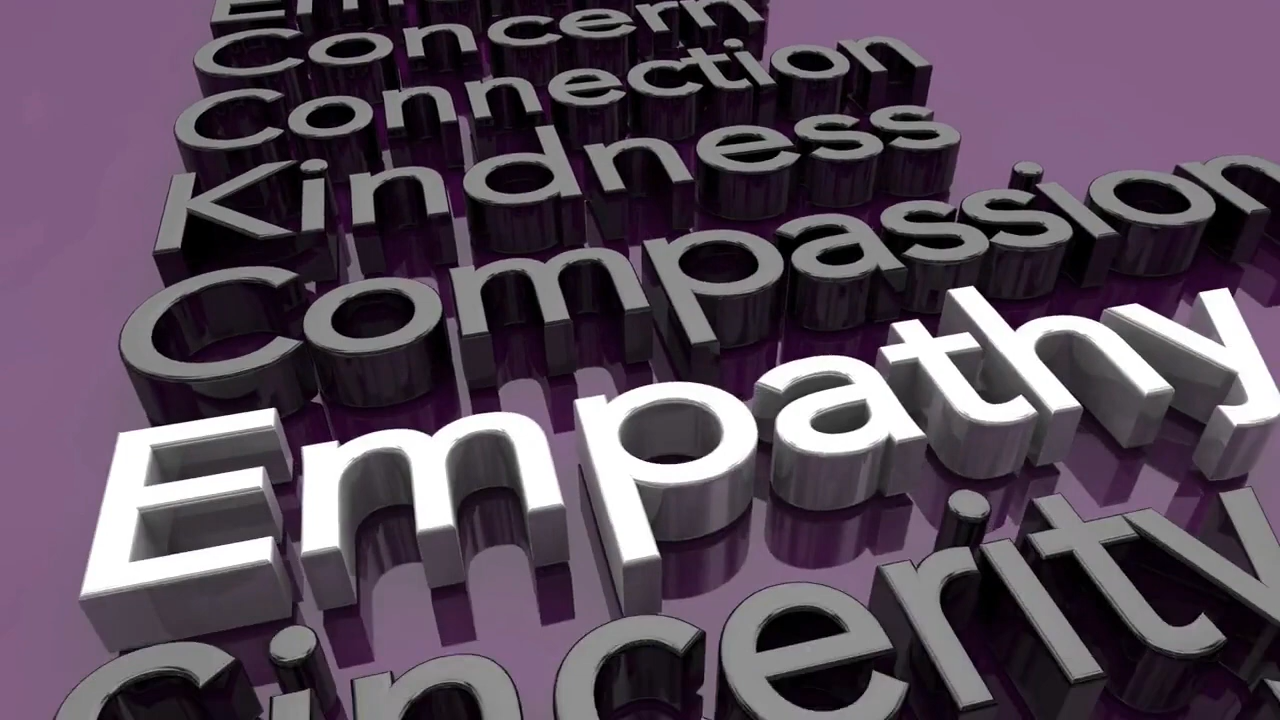 Concern
Connection
Kindness
Compassion
Empathy
Sincerity